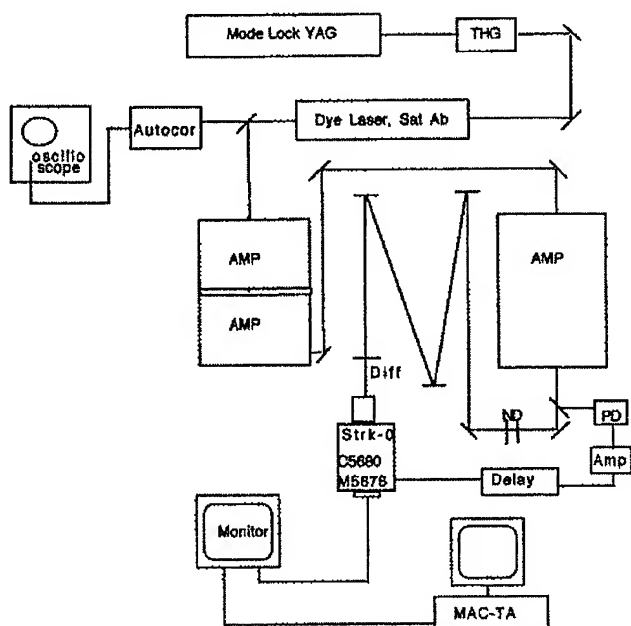 Mode Lock YAG
THG
Autocor
Dye Laser, Sat Ab
oscillo
scope
AMP
AMP
AMP
Diff
ND
PD
Strk-0
C5680
M5676
Amp
Delay
Monitor
MAC-TA